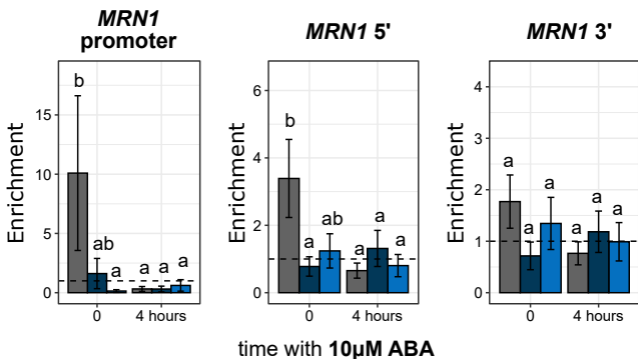 MRN1
promoter
MRN1 5'
MRN1 3'
Enrichment
15
10
5
0
b
ab
a
a
a
a
0
4 hours
Enrichment
6
4
2
0
b
a
ab
a
a
a
0
4 hours
Enrichment
4
3
2
1
0
a
a
a
a
a
a
0
4 hours
time with 10µM ABA